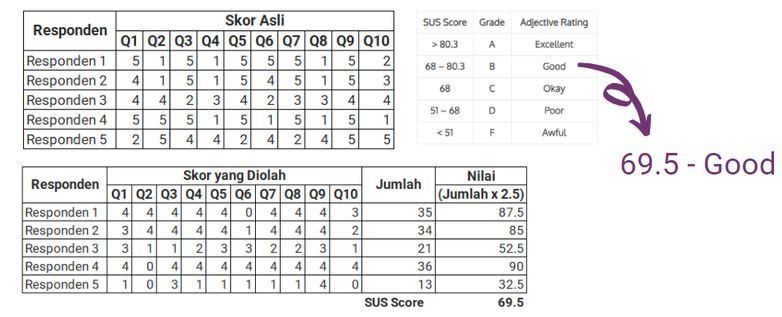 Responden Skor Asli
Q1 Q2 Q3 Q4 Q5 Q6 Q7 Q8 Q9 Q10
Responden 1 5 1 5 1 5 5 5 1 5 2
Responden 2 4 1 5 1 5 4 5 1 5 3
Responden 3 4 4 2 3 4 2 3 3 4 4
Responden 4 5 5 5 1 5 1 5 1 5 1
Responden 5 2 5 4 4 2 4 2 4 5 5
SUS Score Grade Adjective Rating
> 80.3 A Excellent
68 – 80.3 B Good
68 C Okay
51 – 68 D Poor
< 51 F Awful
69.5 - Good
Responden Skor yang Diolah Jumlah Nilai
Q1 Q2 Q3 Q4 Q5 Q6 Q7 Q8 Q9 Q10 (Jumlah x 2.5)
Responden 1 4 4 4 4 4 0 4 4 4 3 35 87.5
Responden 2 3 4 4 4 4 1 4 4 4 2 34 85
Responden 3 3 1 1 2 3 3 2 2 3 1 21 52.5
Responden 4 4 0 4 4 4 4 4 4 4 4 36 90
Responden 5 1 0 3 1 1 1 1 1 4 0 13 32.5
SUS Score 69.5